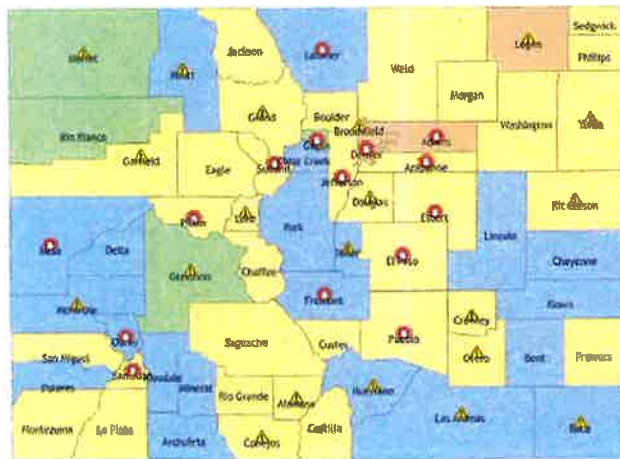 Jackson
Larimer
Logan
Sedgwick
Phillips
Weld
Morgan
Washington
Yuma
Moffat
Routt
Rio Blanco
Grand
Boulder
Broomfield
Gilpin
Clear Creek
Adams
Denver
Arapahoe
Jefferson
Garfield
Eagle
Summit
Douglas
Elbert
Kit Carson
Pitkin
Lake
Park
Lincoln
Mesa
Delta
Gunnison
Chaffee
Teller
El Paso
Cheyenne
Fremont
Kiowa
Montrose
Crowley
Ouray
Saguache
Custer
Pueblo
Otero
Bent
Prowers
San Miguel
San Juan
Hinsdale
Dolores
Mineral
Rio Grande
Alamosa
Huerfano
Las Animas
Baca
Montezuma
La Plata
Archuleta
Conejos
Costilla